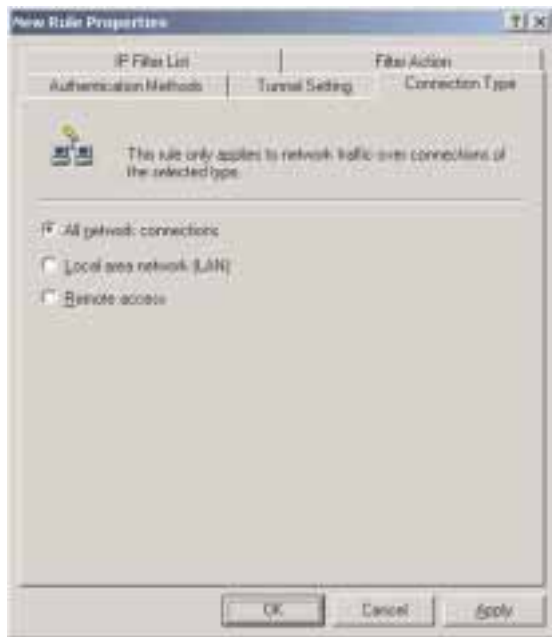 New Rule Properties
IP Filter List
Filter Action
Authentication Methods
Tunnel Setting
Connection Type
This rule only applies to network traffic over connections of
the selected type.
All network connections
Local area network (LAN)
Remote access
OK
Cancel
Apply